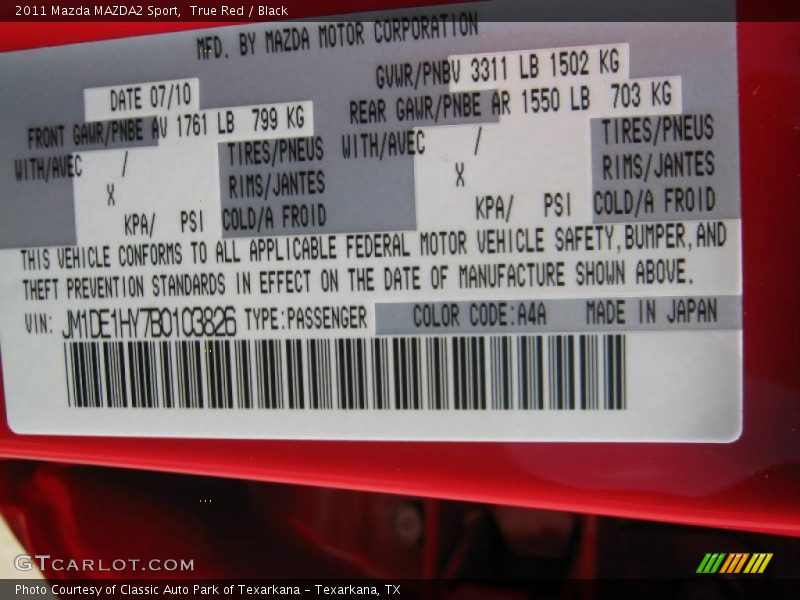 2011 Mazda MAZDA2 Sport, True Red / Black
MFD. BY MAZDA MOTOR CORPORATION
DATE 07/10
GVWR/PNBV 3311 LB 1502 KG
FRONT GAWR/PNBE AV 1761 LB 799 KG
REAR GAWR/PNBE AR 1550 LB 703 KG
WITH/AVEC / TIRES/PNEUS
WITH/AVEC / TIRES/PNEUS
X RIMS/JANTES
X RIMS/JANTES
KPA/ PSI COLD/A FROID
KPA/ PSI COLD/A FROID
THIS VEHICLE CONFORMS TO ALL APPLICABLE FEDERAL MOTOR VEHICLE SAFETY, BUMPER, AND
THEFT PREVENTION STANDARDS IN EFFECT ON THE DATE OF MANUFACTURE SHOWN ABOVE.
VIN: JM1DE1HY7B0103826 TYPE:PASSENGER COLOR CODE:A4A MADE IN JAPAN
GTCARLOT.COM
Photo Courtesy of Classic Auto Park of Texarkana - Texarkana, TX